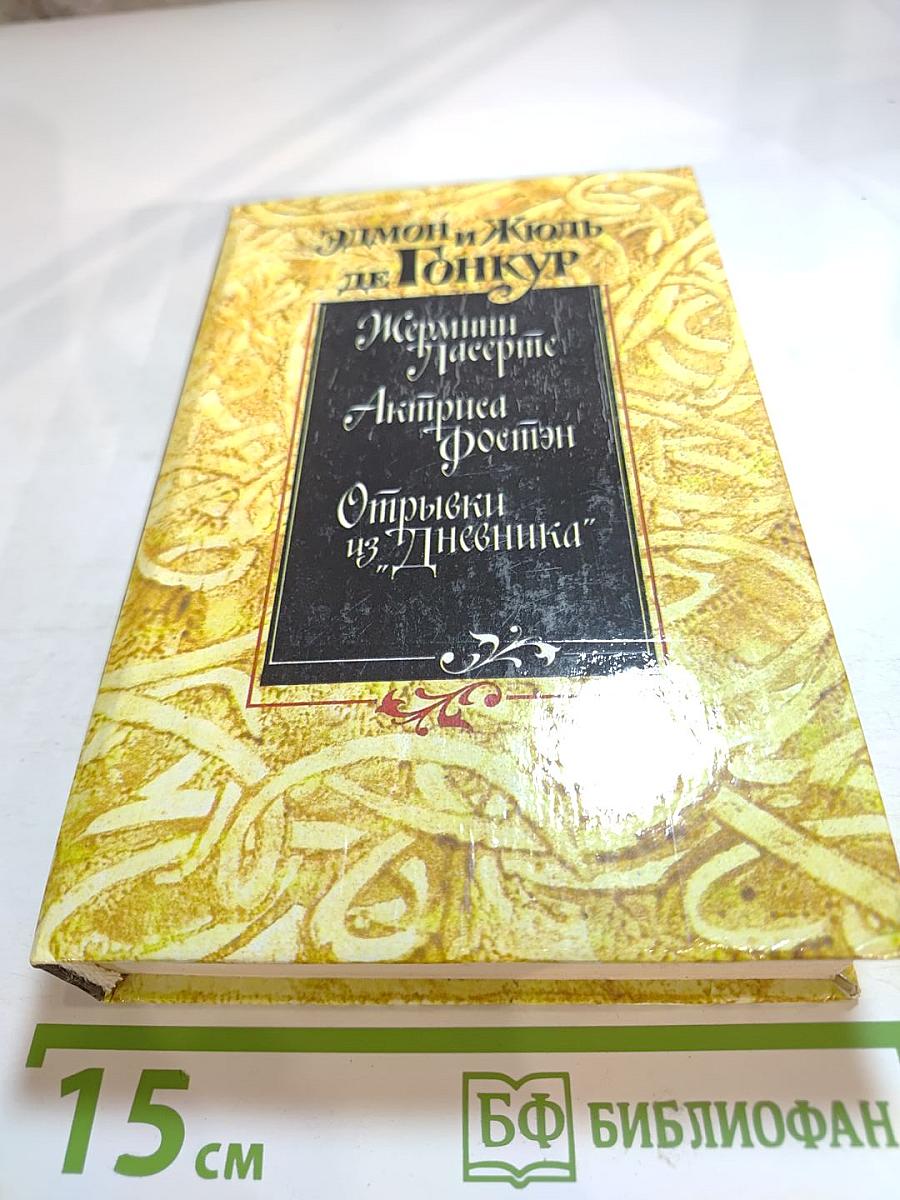 Эдмон и Жюль
де Гонкур
Жермини
Ласерте
Актриса
Фостэн
Отрывки
из „Дневника"
15 см
БФ БИБЛИОФАН